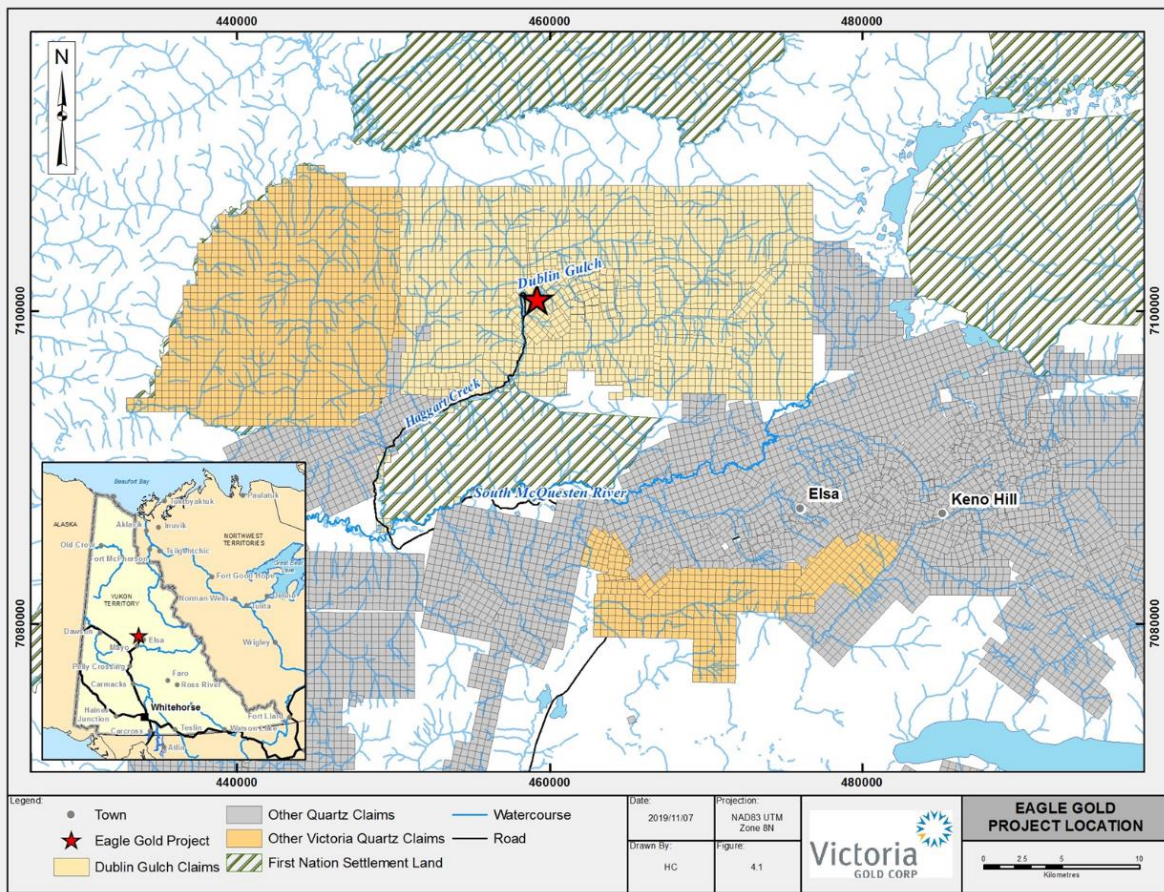 440000
460000
480000
N
7100000
7100000
Dublin Gulch
Haggart Creek
South McQuesten River
Elsa
Keno Hill
7080000
7080000
Beaufort Bay
Tuktoyaktuk
Paulatuk
ALASKA
Aklavik
Inuvik
NORTHWEST
TERRITORIES
Old Crow
Tsiigehtchic
Fort McPherson
Fort Good Hope
Great Bear
Norman Wells
Tulita
YUKON
TERRITORY
Dawson
Elsa
Mayo
Wrigley
Pelly Crossing
Faro
Ross River
Carmacks
Haines
Junction
Whitehorse
Fort Liard
Carcross
Teslin
Watson Lake
Atlin
440000
460000
480000
Legend:
Town
Eagle Gold Project
Dublin Gulch Claims
Other Quartz Claims
Other Victoria Quartz Claims
First Nation Settlement Land
Watercourse
Road
Date:
2019/11/07
Projection:
NAD83 UTM
Zone 8N
Drawn By:
HC
Figure:
4.1
Victoria
GOLD CORP
EAGLE GOLD
PROJECT LOCATION
0 2.5 5 10
Kilometres